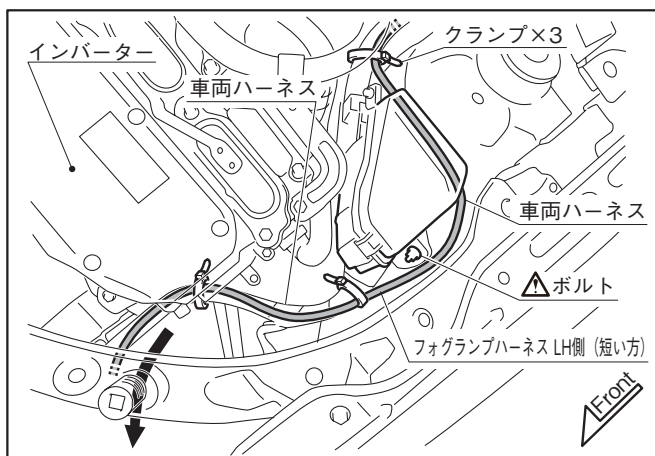 インバーター
クランプ×3
車両ハーネス
車両ハーネス
⚠ボルト
フォグランプハーネス LH側（短い方）
Front